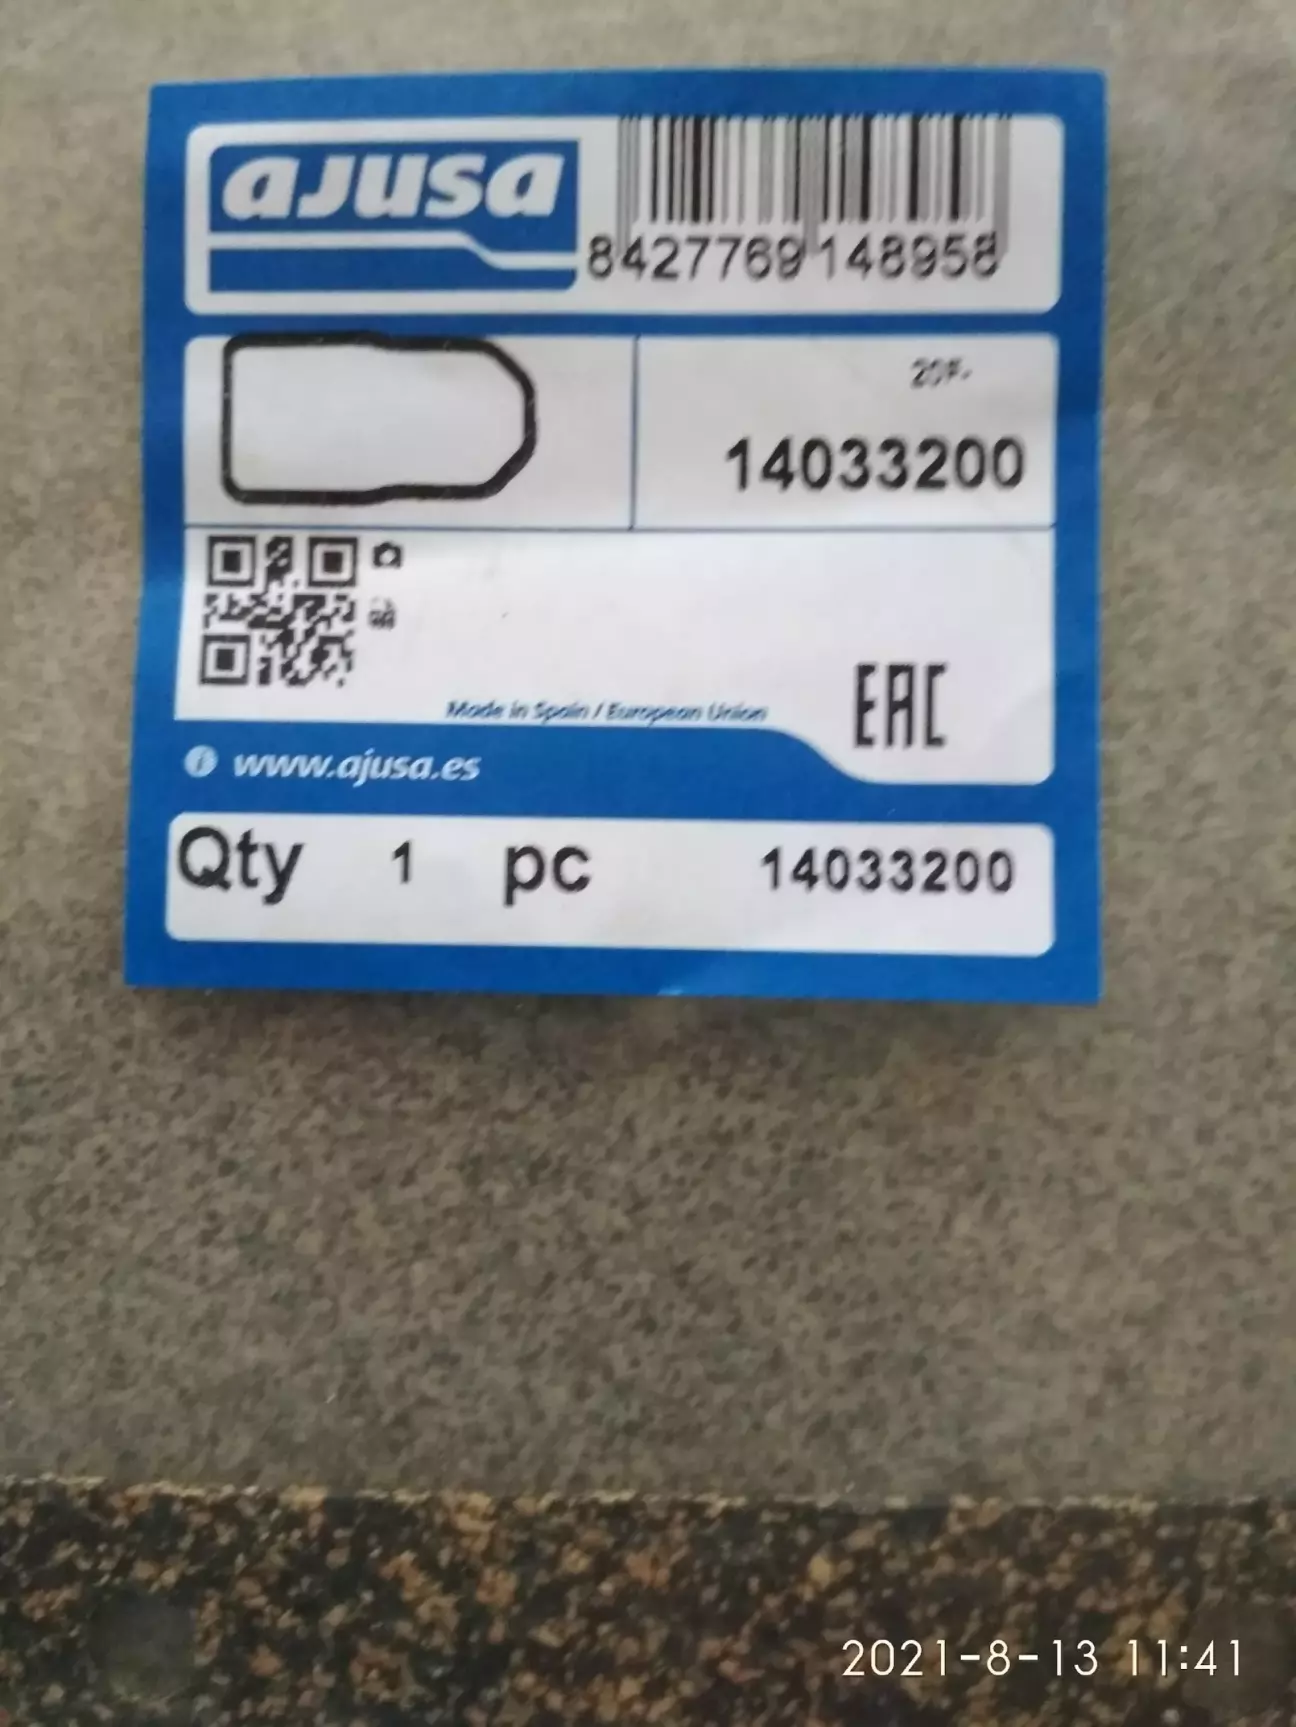 ajusa
8427769148958
14033200
Made in Spain / European Union
EAC
www.ajusa.es
Qty 1 pc 14033200
2021-8-13 11:41